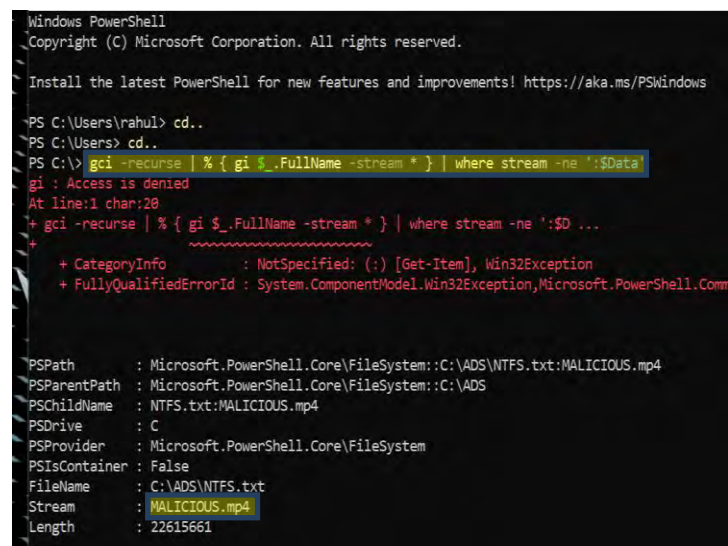 Windows PowerShell
Copyright (C) Microsoft Corporation. All rights reserved.
Install the latest PowerShell for new features and improvements! https://aka.ms/PSWindows
PS C:\Users\rahul> cd..
PS C:\Users> cd..
PS C:\> gci -recurse | % { gi $_.FullName -stream * } | where stream -ne ':$Data'
gi : Access is denied
At line:1 char:20
+ gci -recurse | % { gi $_.FullName -stream * } | where stream -ne ':$D ...
+                    ~~~~~~~~~~~~~~~~~~~~~~~~~~
    + CategoryInfo          : NotSpecified: (:) [Get-Item], Win32Exception
    + FullyQualifiedErrorId : System.ComponentModel.Win32Exception,Microsoft.PowerShell.Comm
PSPath        : Microsoft.PowerShell.Core\FileSystem::C:\ADS\NTFS.txt:MALICIOUS.mp4
PSParentPath  : Microsoft.PowerShell.Core\FileSystem::C:\ADS
PSChildName   : NTFS.txt:MALICIOUS.mp4
PSDrive       : C
PSProvider    : Microsoft.PowerShell.Core\FileSystem
PSIsContainer : False
FileName      : C:\ADS\NTFS.txt
Stream        : MALICIOUS.mp4
Length        : 22615661